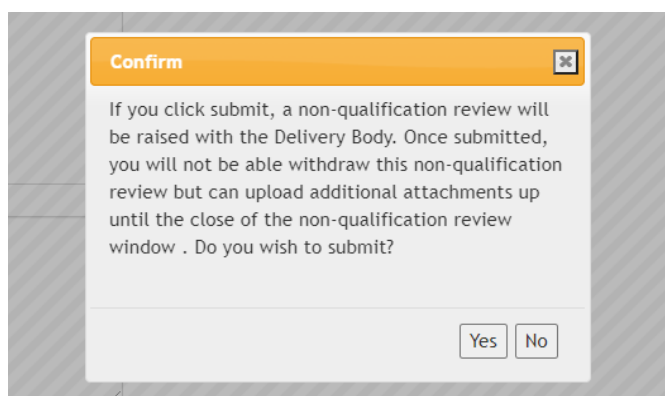 Confirm
If you click submit, a non-qualification review will
be raised with the Delivery Body. Once submitted,
you will not be able withdraw this non-qualification
review but can upload additional attachments up
until the close of the non-qualification review
window . Do you wish to submit?
Yes No